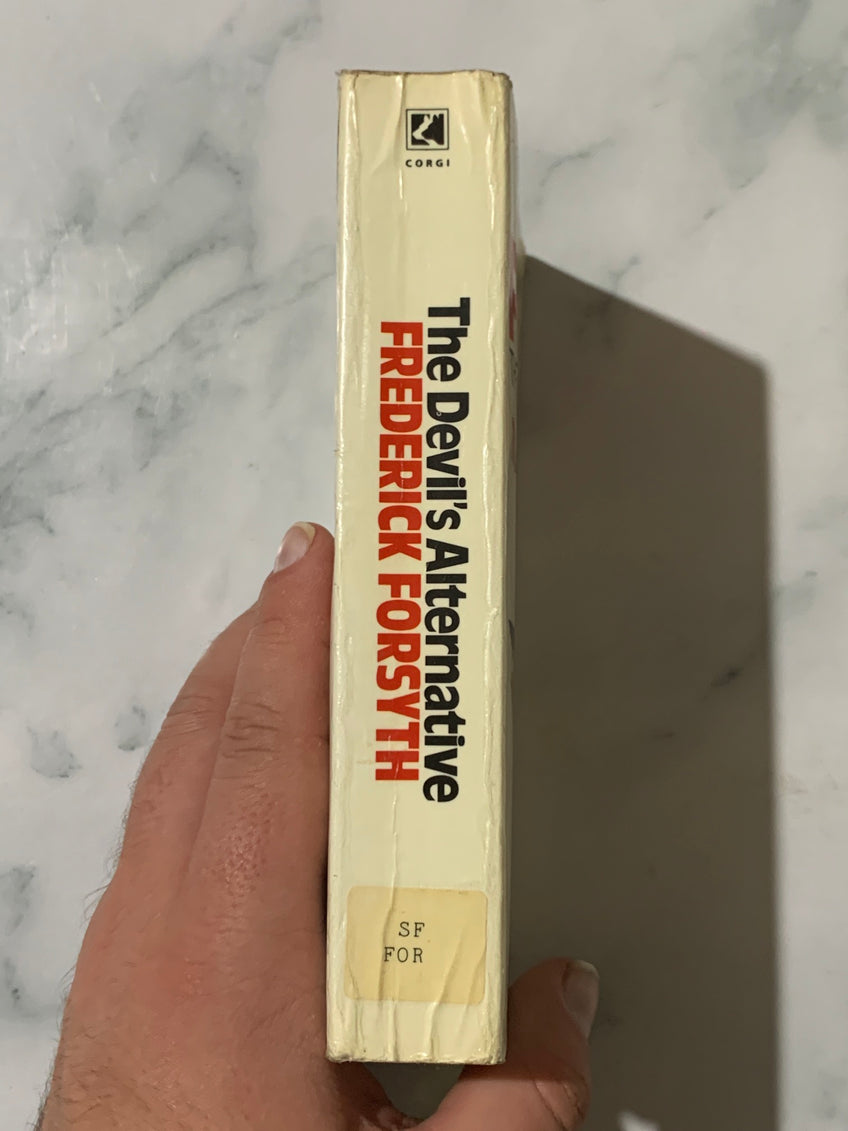 CORGI
The Devil's Alternative
FREDERICK FORSYTH
SF
FOR